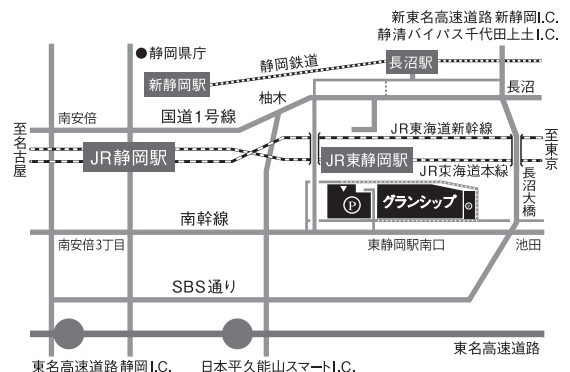 新東名高速道路 新静岡I.C.
静清バイパス千代田上土I.C.
●静岡県庁
静岡鉄道
長沼駅
新静岡駅
柚木
長沼
南安倍
国道1号線
JR東海道新幹線
至名古屋
JR静岡駅
JR東静岡駅
至東京
JR東海道本線
長沼大橋
P
グランシップ
南幹線
南安倍3丁目
東静岡駅南口
池田
SBS通り
東名高速道路
東名高速道路 静岡I.C.
日本平久能山スマートI.C.